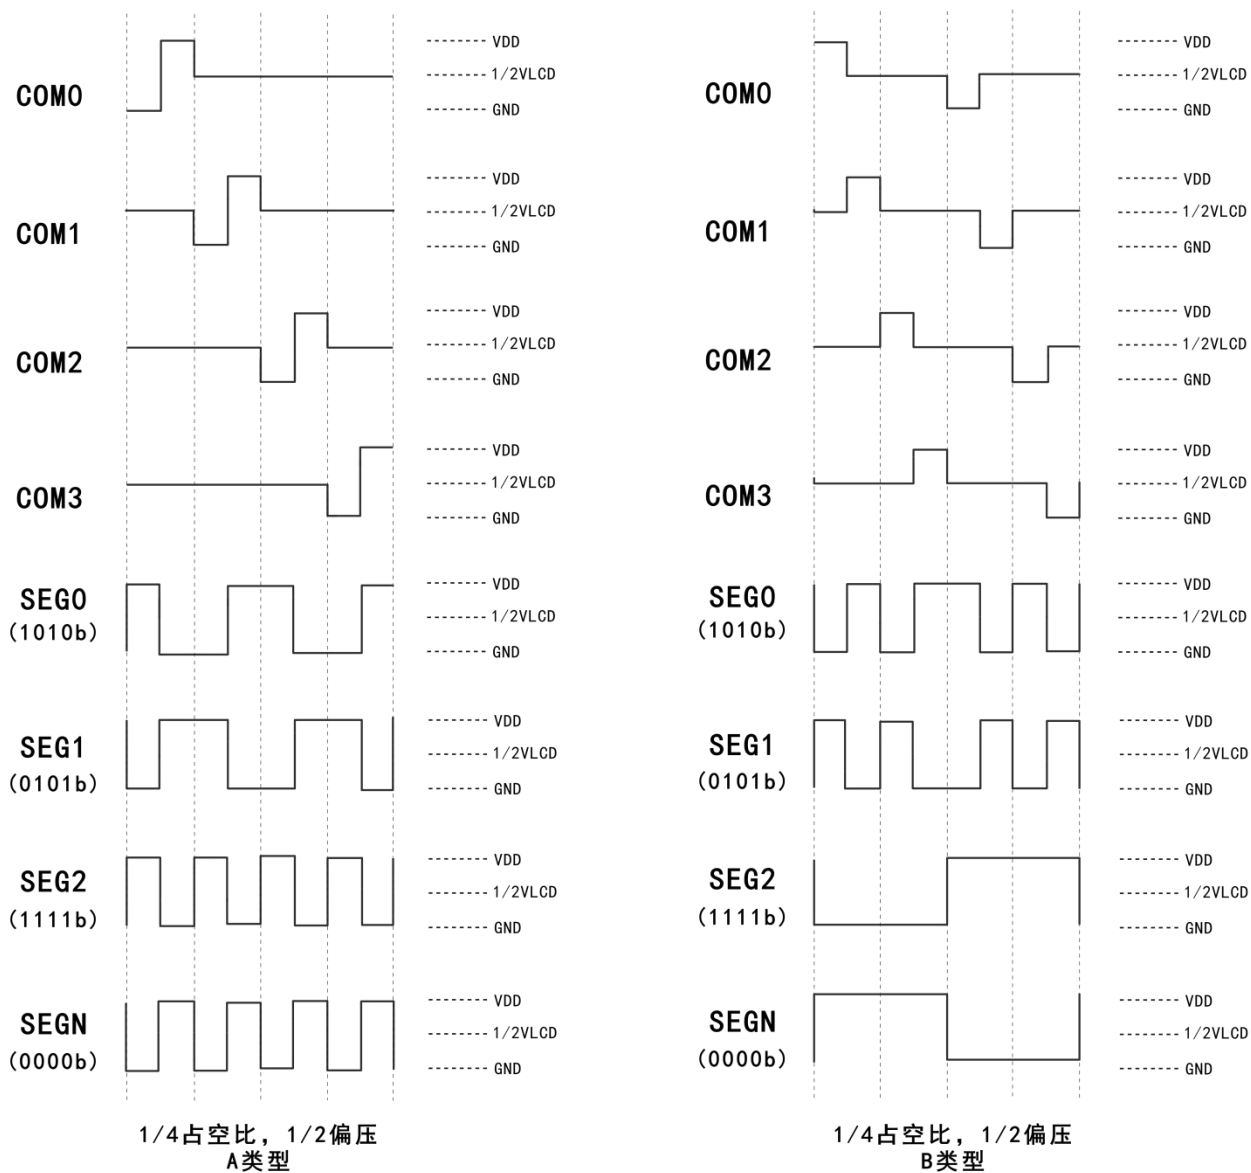 COM0
VDD
1/2VLCD
GND
COM1
VDD
1/2VLCD
GND
COM2
VDD
1/2VLCD
GND
COM3
VDD
1/2VLCD
GND
SEG0
(1010b)
VDD
1/2VLCD
GND
SEG1
(0101b)
VDD
1/2VLCD
GND
SEG2
(1111b)
VDD
1/2VLCD
GND
SEGN
(0000b)
VDD
1/2VLCD
GND
1/4占空比，1/2偏压
A类型
COM0
VDD
1/2VLCD
GND
COM1
VDD
1/2VLCD
GND
COM2
VDD
1/2VLCD
GND
COM3
VDD
1/2VLCD
GND
SEG0
(1010b)
VDD
1/2VLCD
GND
SEG1
(0101b)
VDD
1/2VLCD
GND
SEG2
(1111b)
VDD
1/2VLCD
GND
SEGN
(0000b)
VDD
1/2VLCD
GND
1/4占空比，1/2偏压
B类型